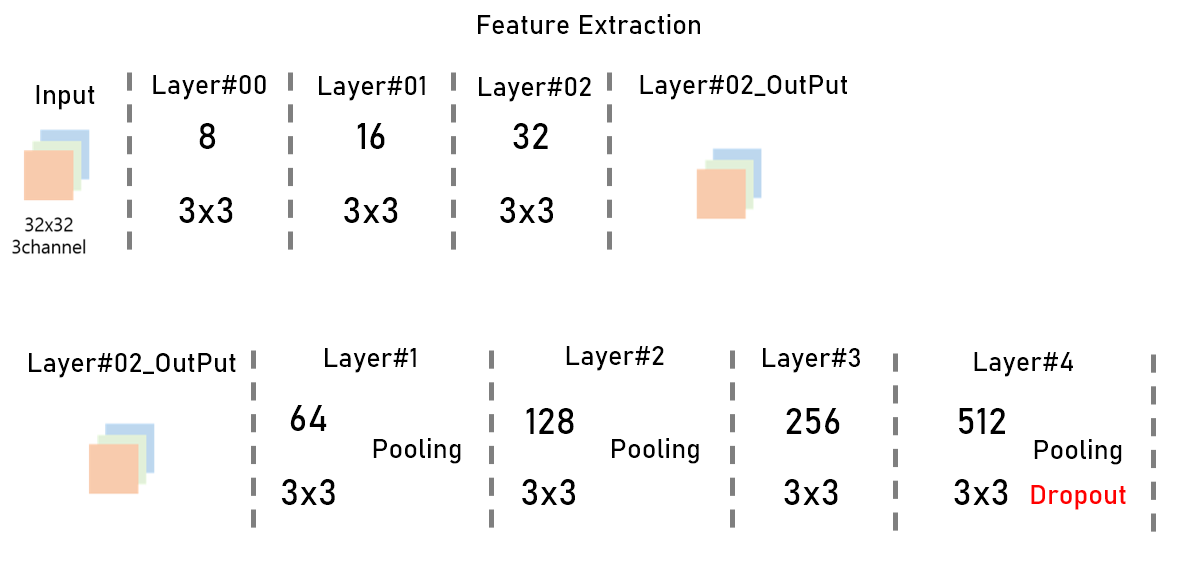 Feature Extraction
Input
Layer#00
Layer#01
Layer#02
Layer#02_OutPut
8
16
32
3x3
3x3
3x3
32x32
3channel
Layer#02_OutPut
Layer#1
Layer#2
Layer#3
Layer#4
64
128
256
512
Pooling
Pooling
Pooling
3x3
3x3
3x3
3x3
Dropout